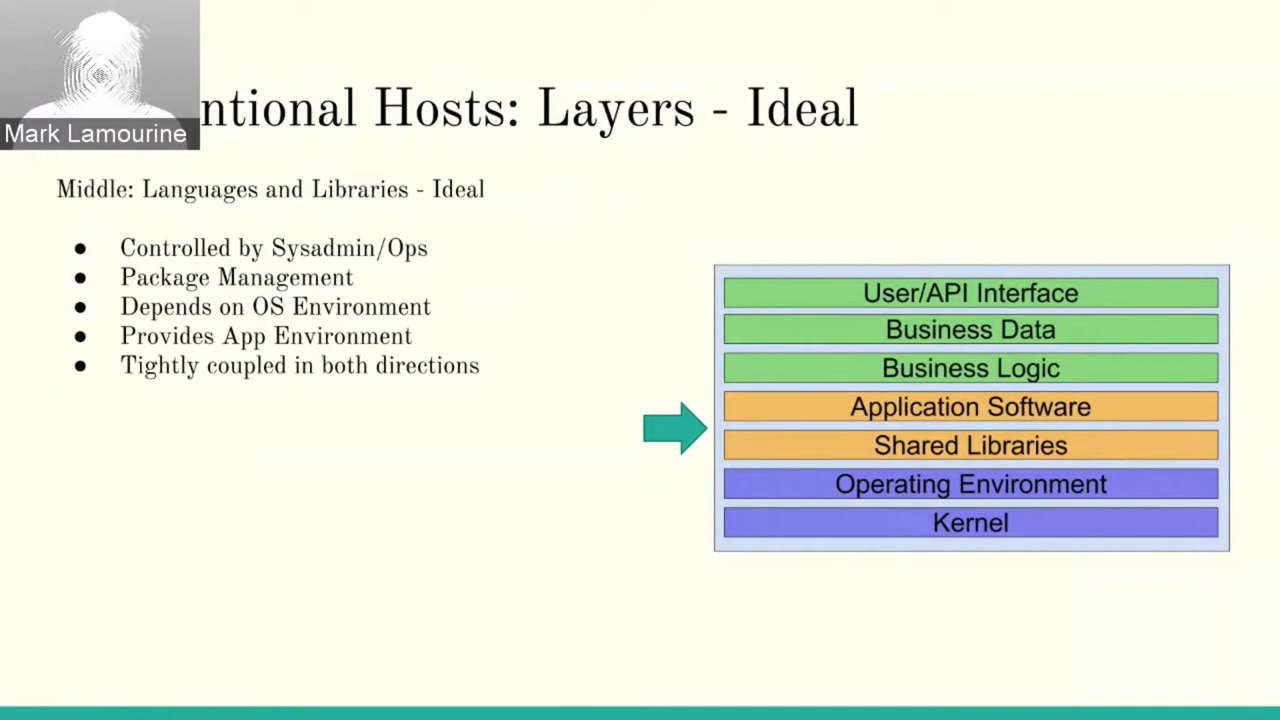 Mark Lamourine
ntional Hosts: Layers - Ideal
Middle: Languages and Libraries - Ideal
● Controlled by Sysadmin/Ops
● Package Management
● Depends on OS Environment
● Provides App Environment
● Tightly coupled in both directions
User/API Interface
Business Data
Business Logic
Application Software
Shared Libraries
Operating Environment
Kernel